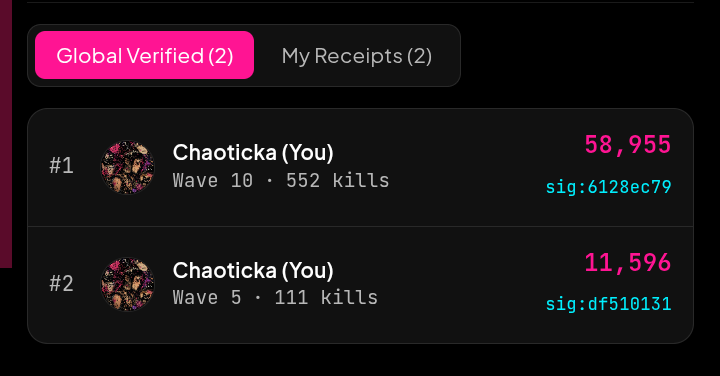 Global Verified (2)
My Receipts (2)
#1
Chaoticka (You)
Wave 10 · 552 kills
58,955
sig:6128ec79
#2
Chaoticka (You)
Wave 5 · 111 kills
11,596
sig:df510131